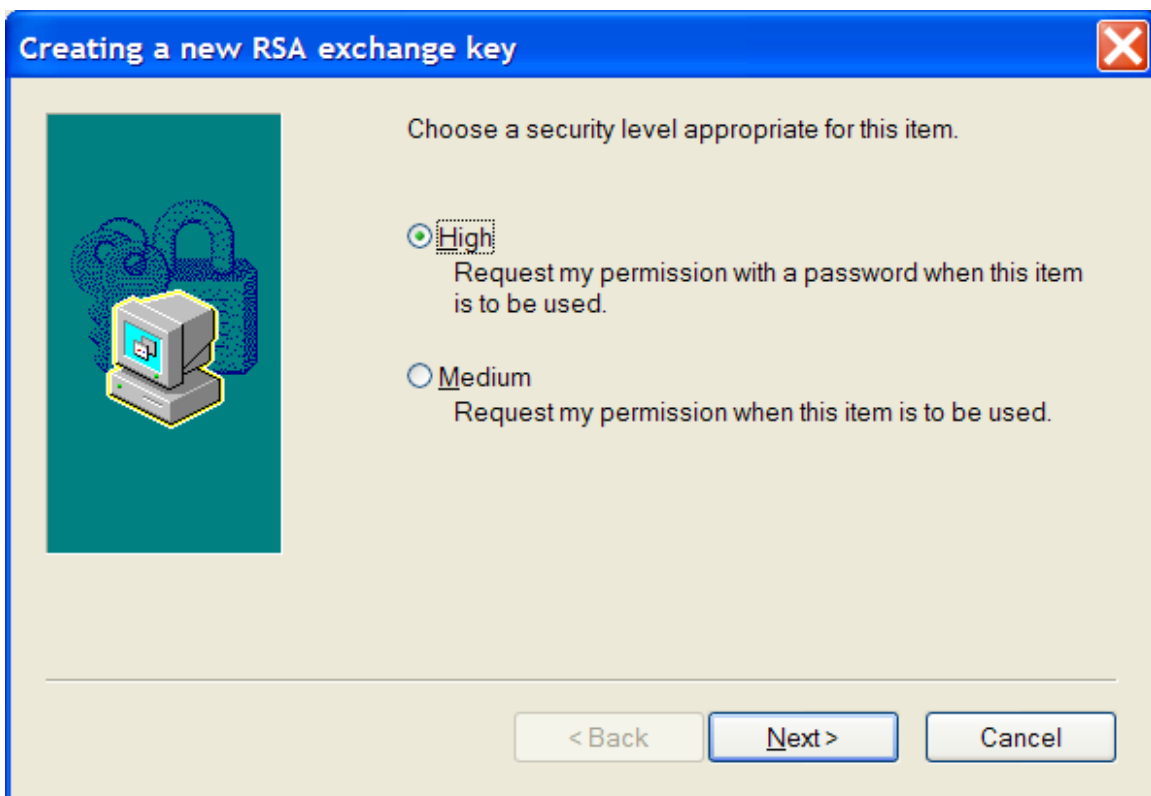 Creating a new RSA exchange key
Choose a security level appropriate for this item.
High
Request my permission with a password when this item
is to be used.
Medium
Request my permission when this item is to be used.
< Back
Next >
Cancel